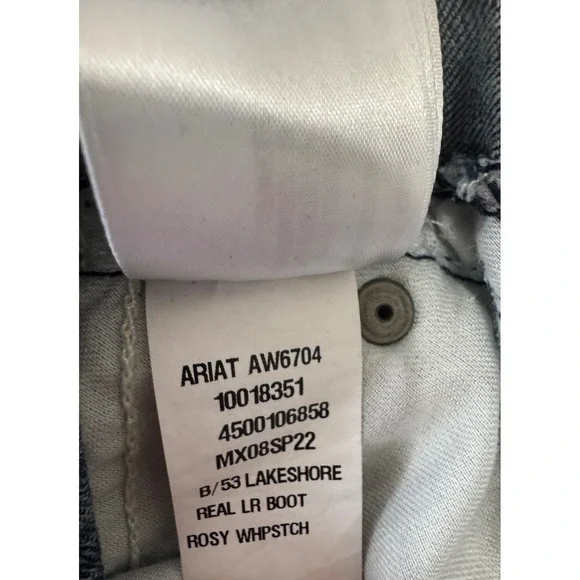 ARIAT AW6704
10018351
4500106858
MX08SP22
B/53 LAKESHORE
REAL LR BOOT
ROSY WHPSTCH